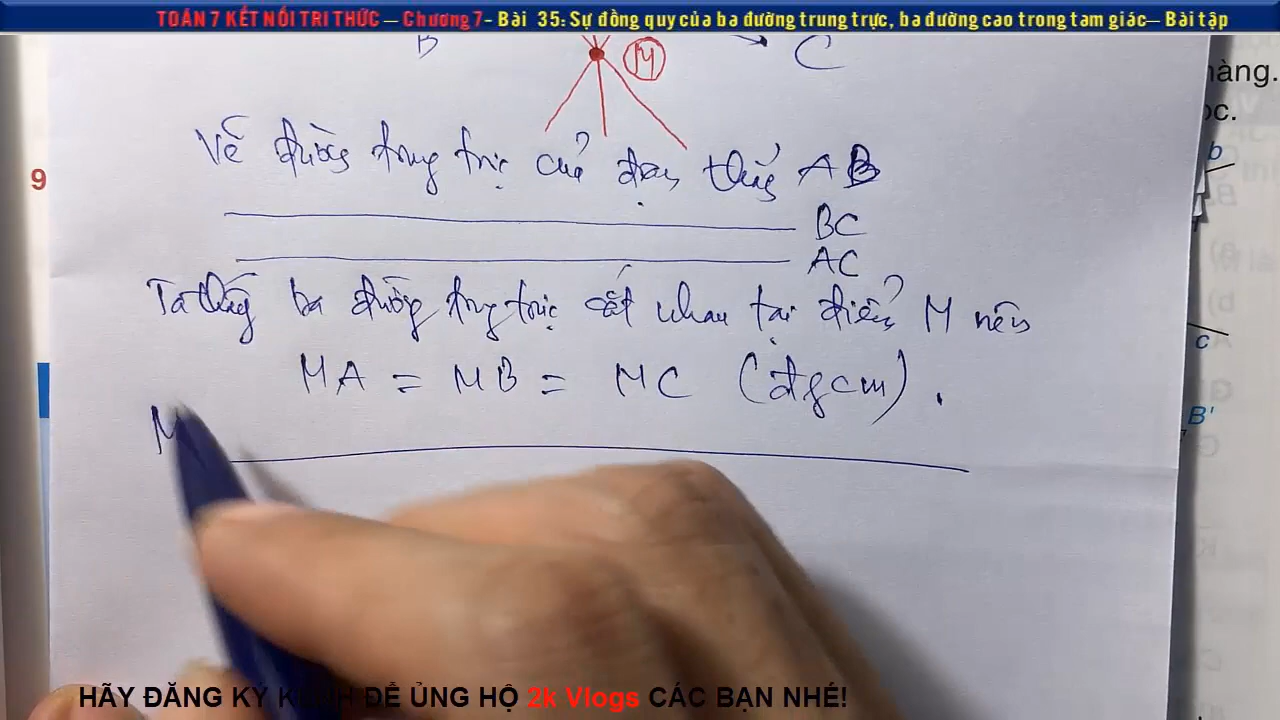 TOÁN 7 KẾT NỐI TRI THỨC – Chương 7- Bài 35: Sự đồng quy của ba đường trung trực, ba đường cao trong tam giác– Bài tập
B M C
Vẽ đường trung trực của đoạn thẳng AB
BC
AC
Ta thấy ba đường trung trực cắt nhau tại điểm M nên
MA = MB = MC (đpcm).
M
9
àng.
ọc.
b
c
B'
HÃY ĐĂNG KÝ KÊNH ĐỂ ỦNG HỘ 2k Vlogs CÁC BẠN NHÉ!